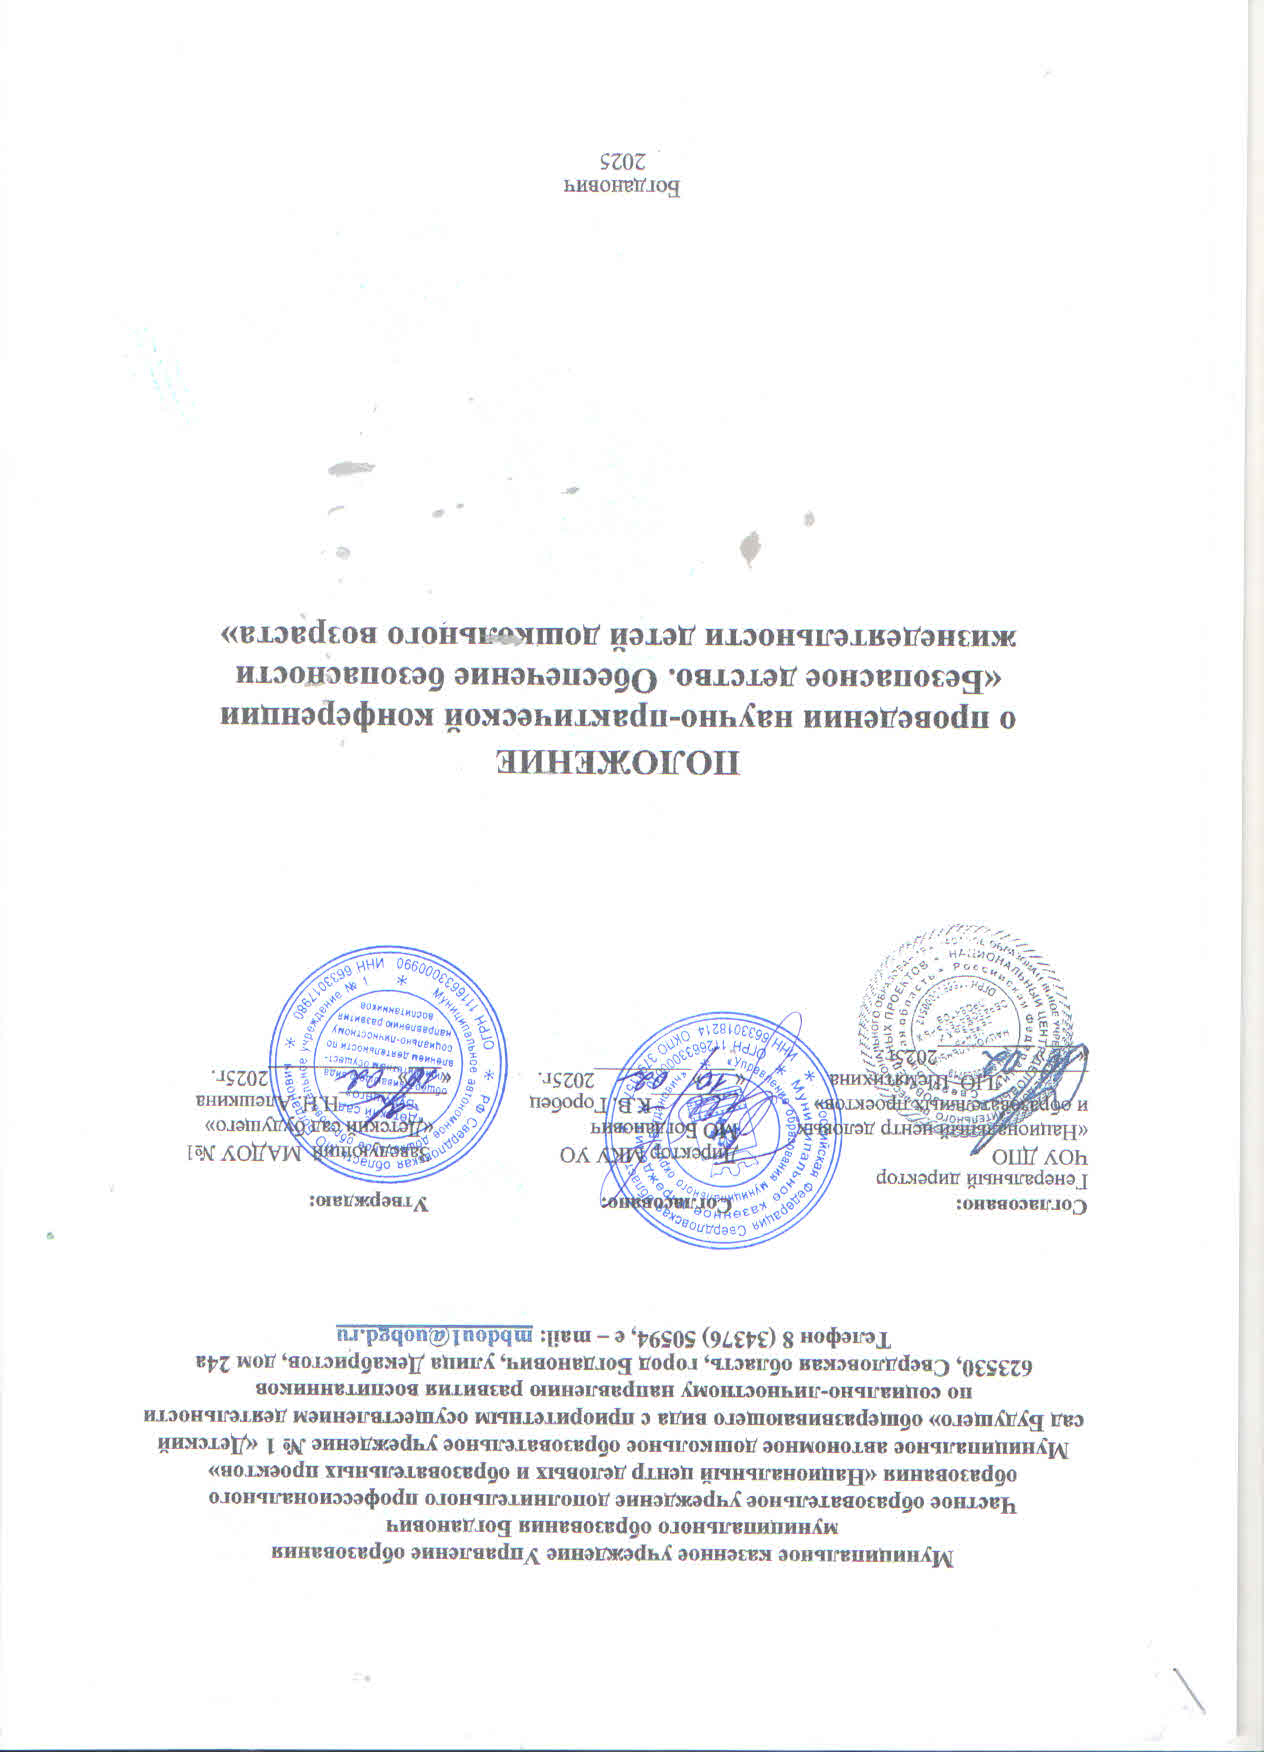 Муниципальное казенное учреждение Управление образования
муниципального образования Богданович
Частное образовательное учреждение дополнительного профессионального
образования «Национальный центр деловых и образовательных проектов»
Муниципальное автономное дошкольное образовательное учреждение № 1 «Детский
сад Будущего» общеразвивающего вида с приоритетным осуществлением деятельности
по социально-личностному направлению развития воспитанников
623530, Свердловская область, город Богданович, улица Декабристов, дом 24а
Телефон 8 (34376) 50594, е – mail: mbdou1@uobgd.ru
Согласовано:
Генеральный директор
ЧОУ ДПО
«Национальный центр деловых
и образовательных проектов»
Л.Ю. Шематихина
2025г
Согласовано:
Директор МКУ УО
МО Богданович
К.В. Горобец
« 10 » 02 2025г.
Утверждаю:
Заведующий МАДОУ №1
«Детский сад будущего»
Н.Н. Алешкина
« 10 » 02 2025г.
ПОЛОЖЕНИЕ
о проведении научно-практической конференции
«Безопасное детство. Обеспечение безопасности
жизнедеятельности детей дошкольного возраста»
Богданович
2025